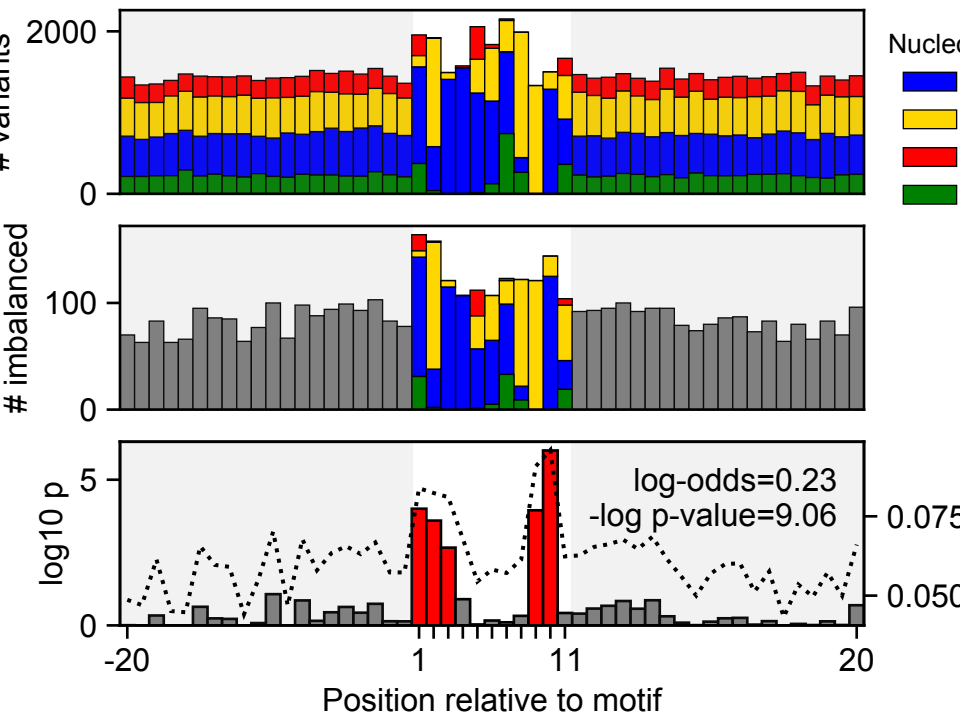 # variants
2000
0
Nucleo
# imbalanced
100
0
log10 p
5
0
log-odds=0.23
-log p-value=9.06
0.075
0.050
-20
1
11
20
Position relative to motif